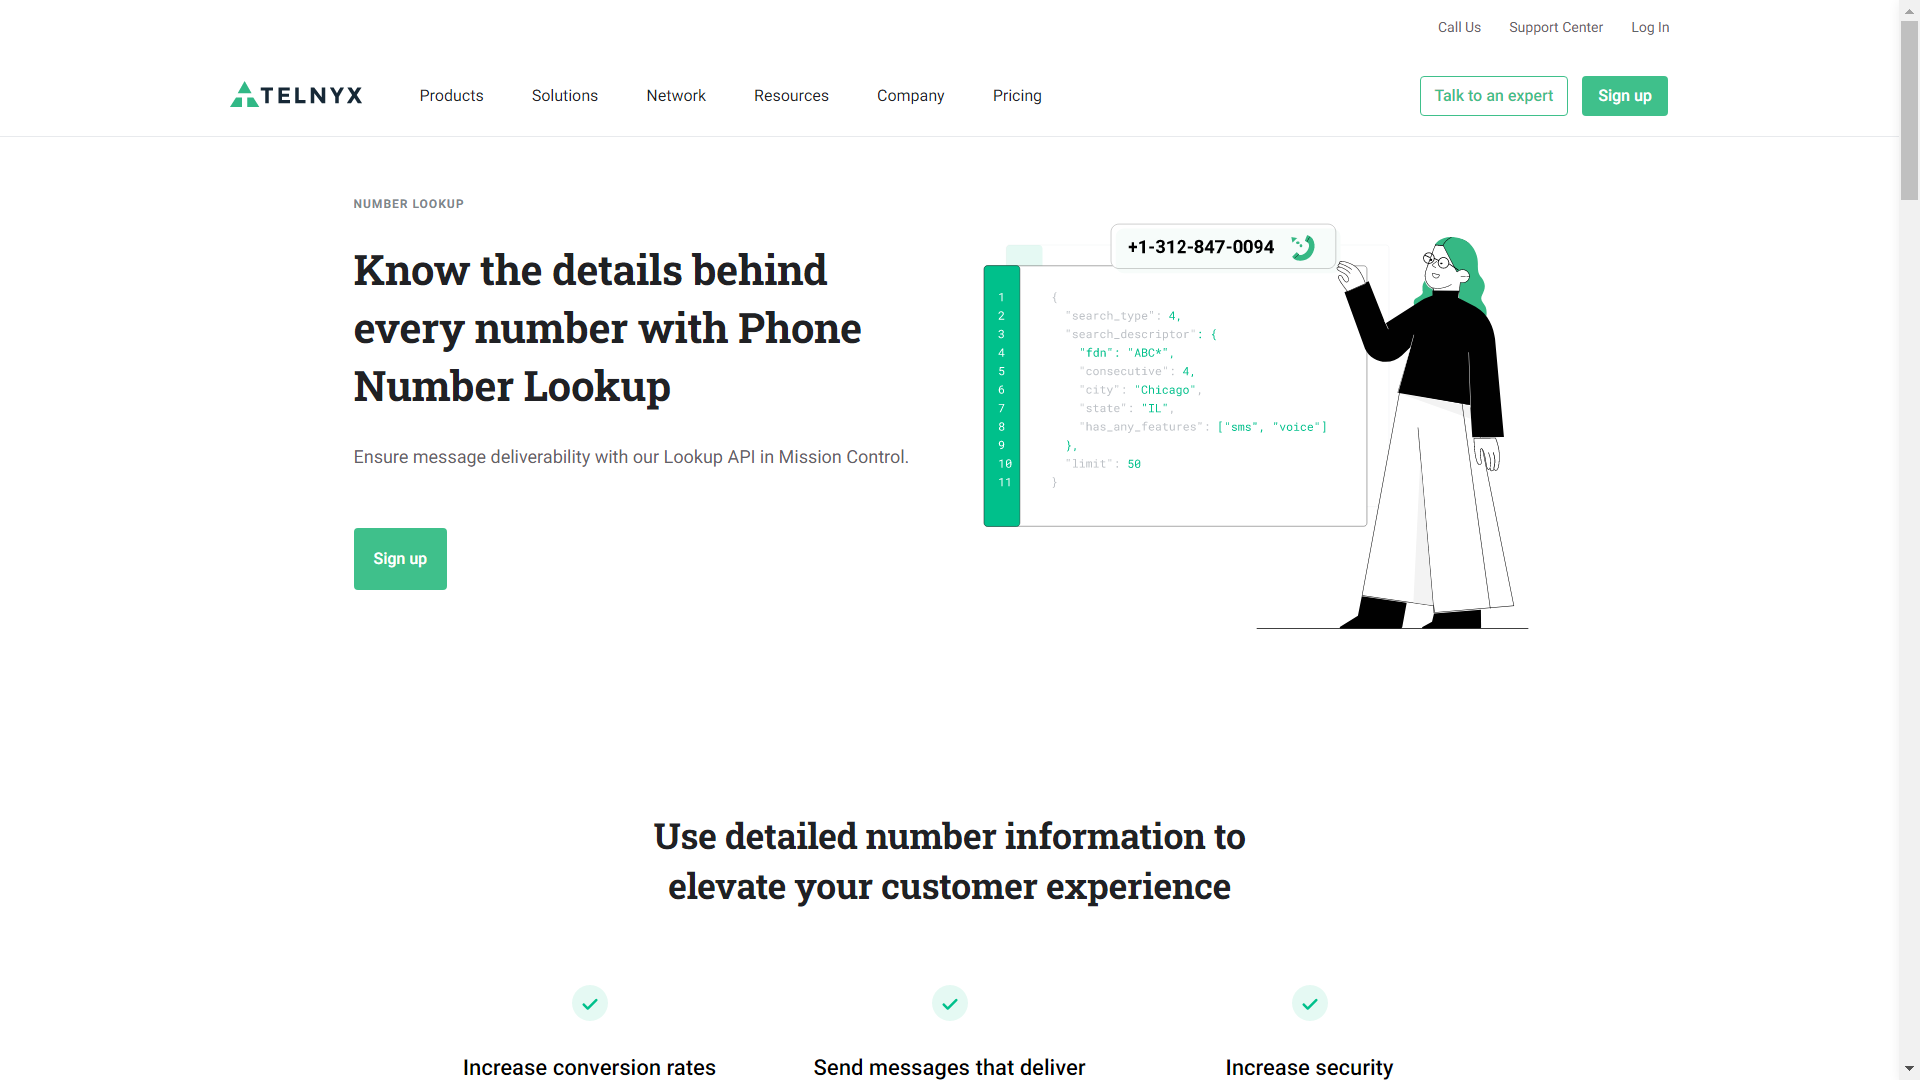 Call Us Support Center Log In
TELNYX Products Solutions Network Resources Company Pricing Talk to an expert Sign up
NUMBER LOOKUP
Know the details behind
every number with Phone
Number Lookup
Ensure message deliverability with our Lookup API in Mission Control.
Sign up
+1-312-847-0094
1 {
2 "search_type": 4,
3 "search_descriptor": {
4 "fdn": "ABC*",
5 "consecutive": 4,
6 "city": "Chicago",
7 "state": "IL",
8 "has_any_features": ["sms", "voice"]
9 },
10 "limit": 50
11 }
Use detailed number information to
elevate your customer experience
Increase conversion rates
Send messages that deliver
Increase security